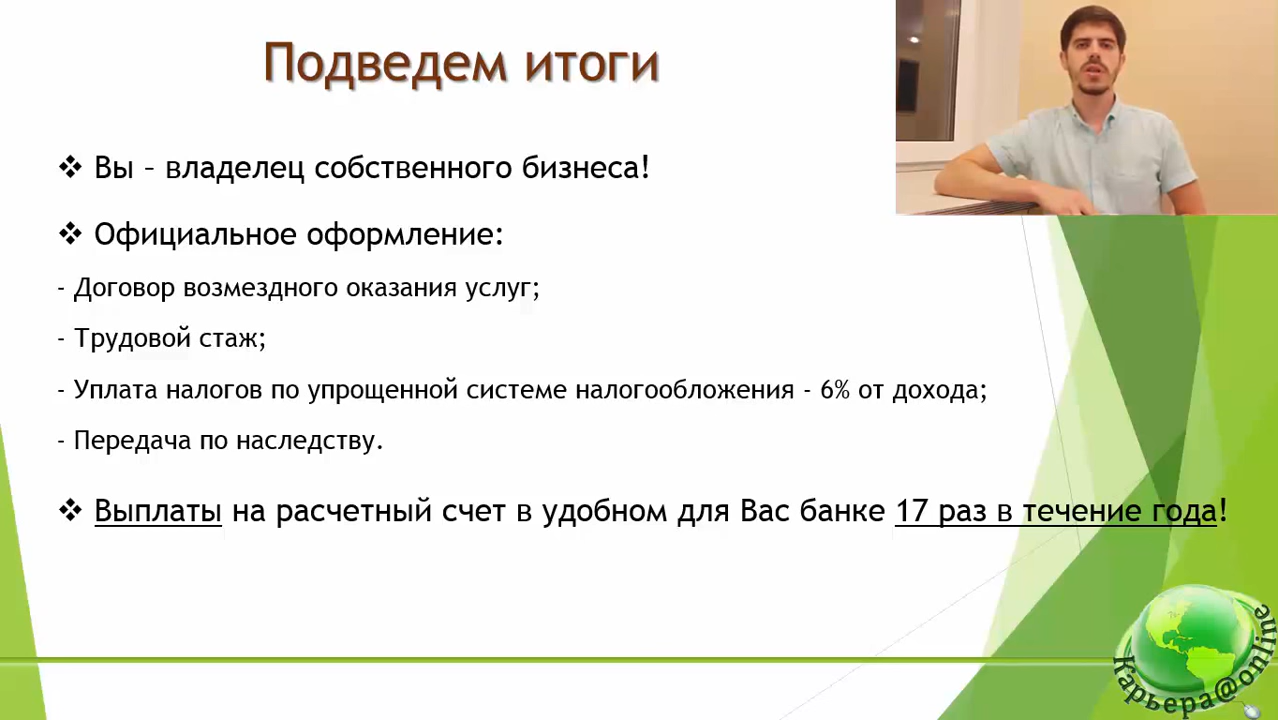 Подведем итоги
❖ Вы – владелец собственного бизнеса!
❖ Официальное оформление:
- Договор возмездного оказания услуг;
- Трудовой стаж;
- Уплата налогов по упрощенной системе налогообложения - 6% от дохода;
- Передача по наследству.
❖ Выплаты на расчетный счет в удобном для Вас банке 17 раз в течение года!
Карьера@online